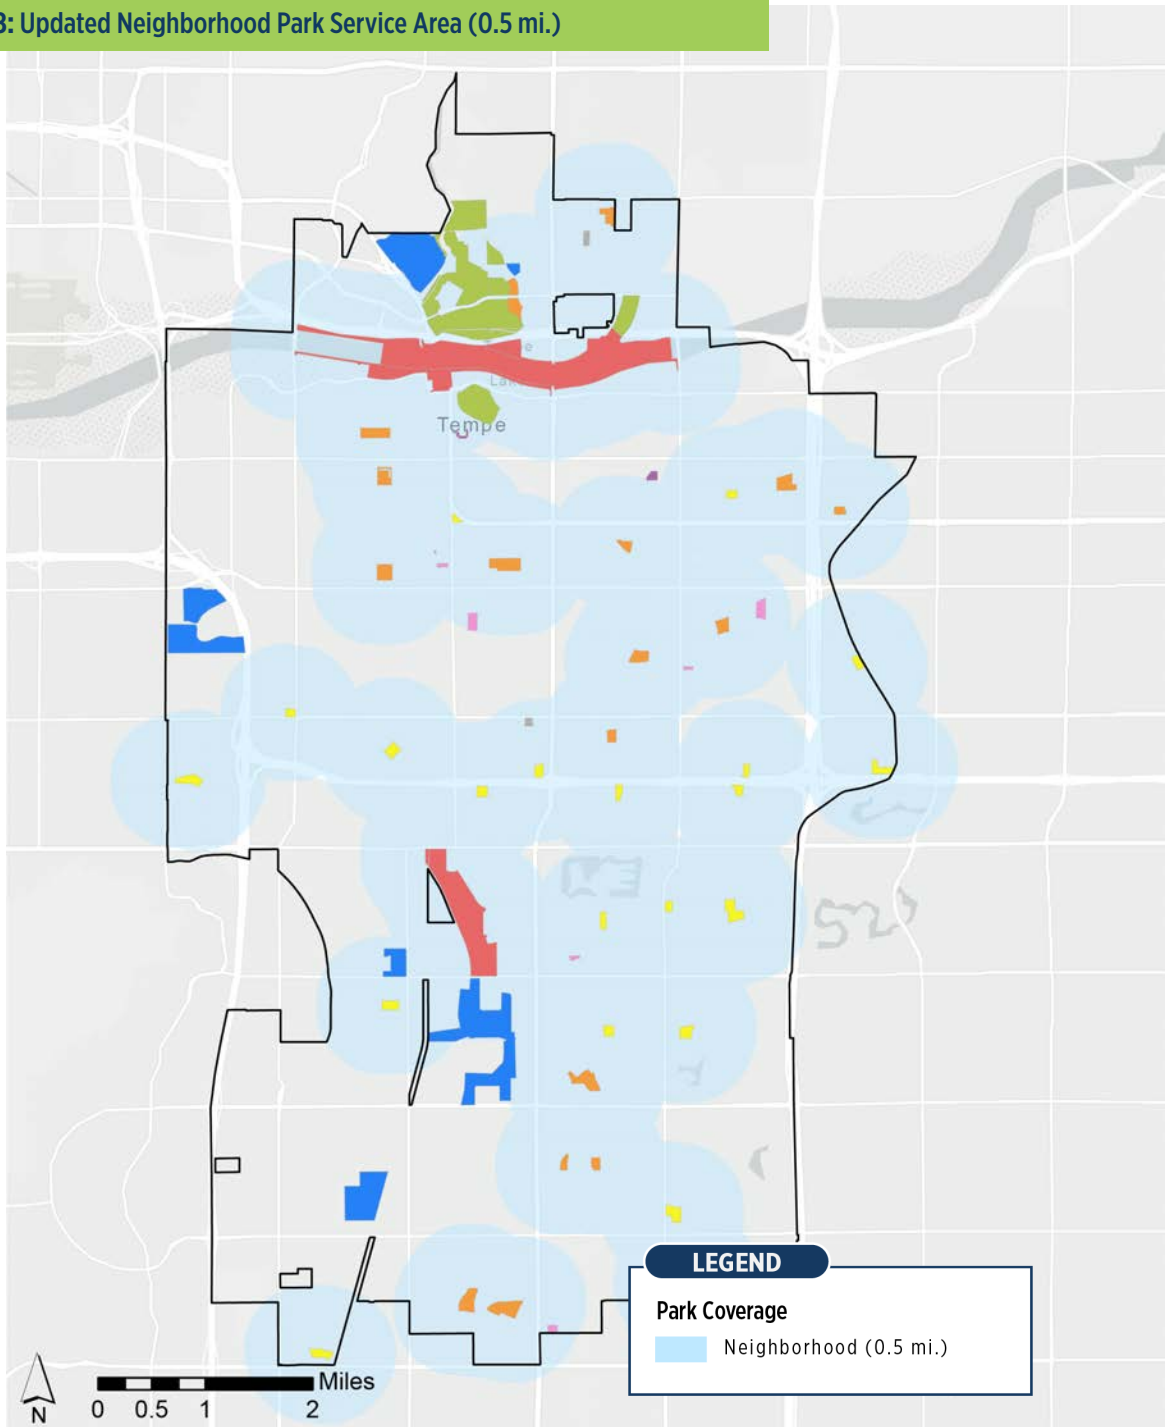 3: Updated Neighborhood Park Service Area (0.5 mi.)
Tempe
LEGEND
Park Coverage
Neighborhood (0.5 mi.)
Miles
0 0.5 1 2
N